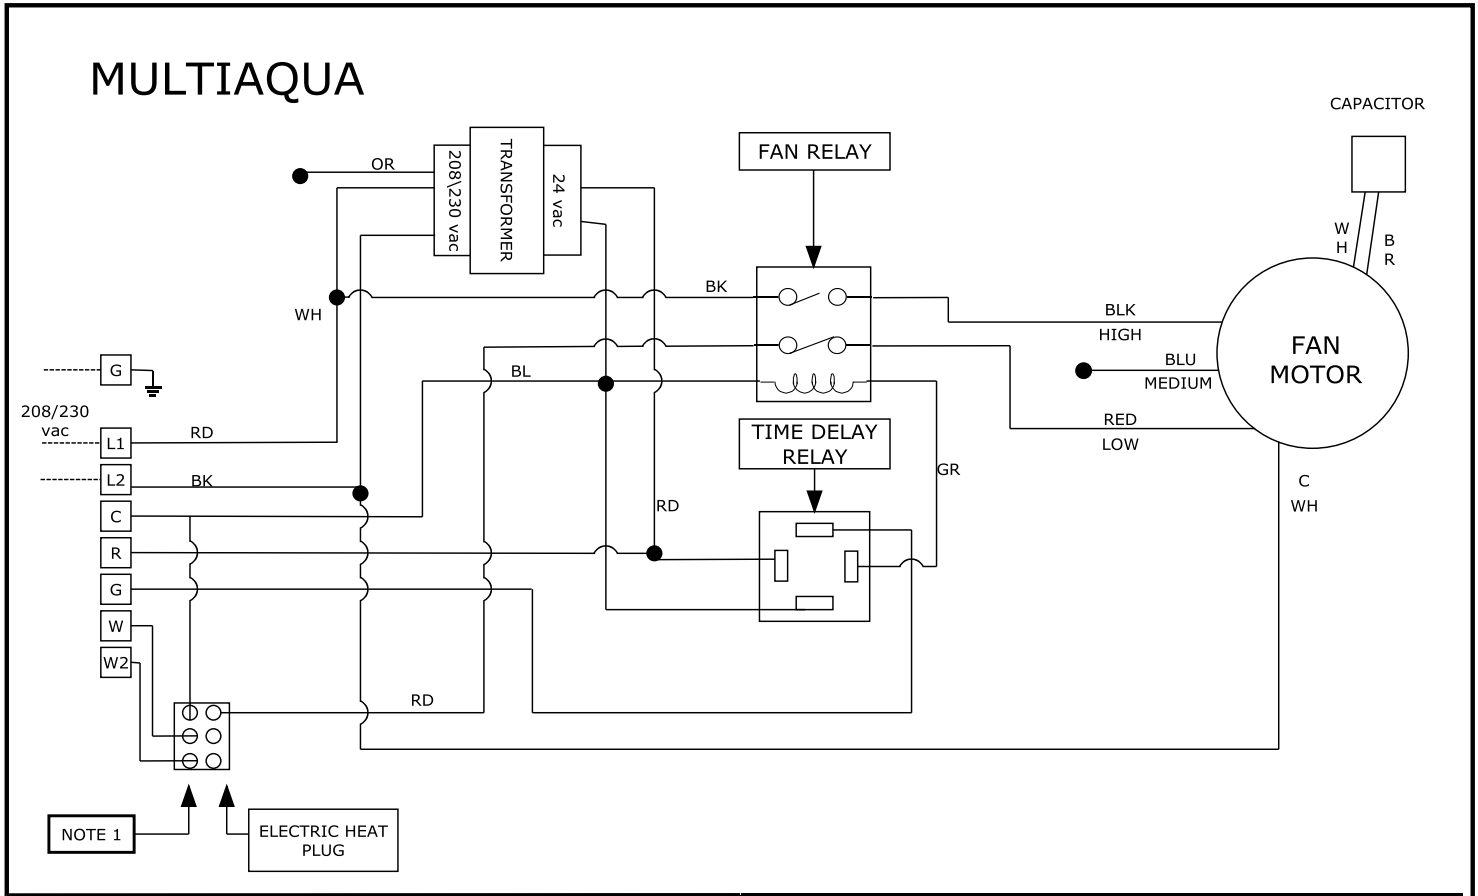 MULTIAQUA
CAPACITOR
FAN RELAY
OR
208\230 vac
TRANSFORMER
24 vac
W
H
B
R
BK
WH
BLK
HIGH
FAN
MOTOR
BLU
MEDIUM
G
BL
208/230
vac
RED
LOW
L1
RD
TIME DELAY
RELAY
GR
L2
BK
C
WH
RD
C
R
G
W
W2
RD
NOTE 1
ELECTRIC HEAT
PLUG